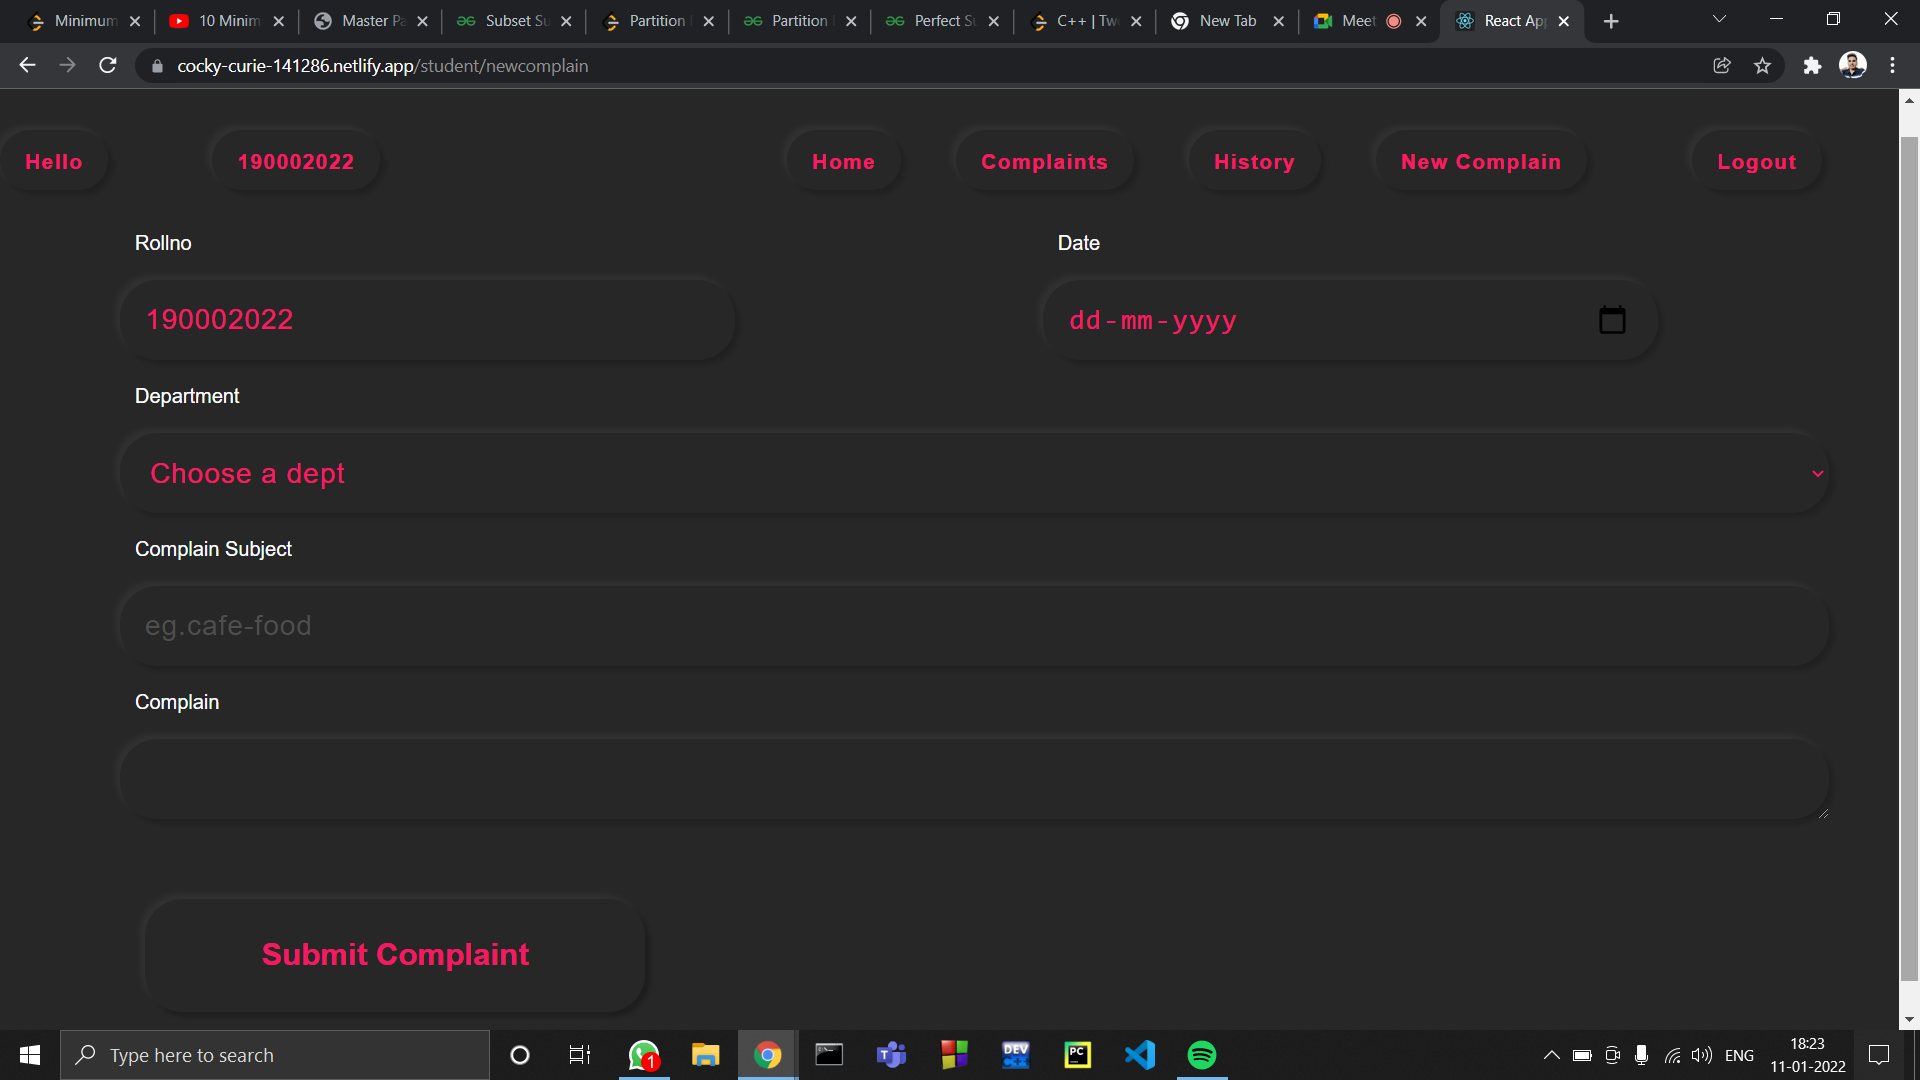 Minimum
10 Minim
Master Pa
Subset Su
Partition
Partition
Perfect Su
C++ | Tw
New Tab
Meet
React Ap
cocky-curie-141286.netlify.app/student/newcomplain
Hello
190002022
Home
Complaints
History
New Complain
Logout
Rollno
Date
190002022
dd-mm-yyyy
Department
Choose a dept
Complain Subject
eg.cafe-food
Complain
Submit Complaint
Type here to search
1
DEV
C++
PC
ENG
18:23
11-01-2022